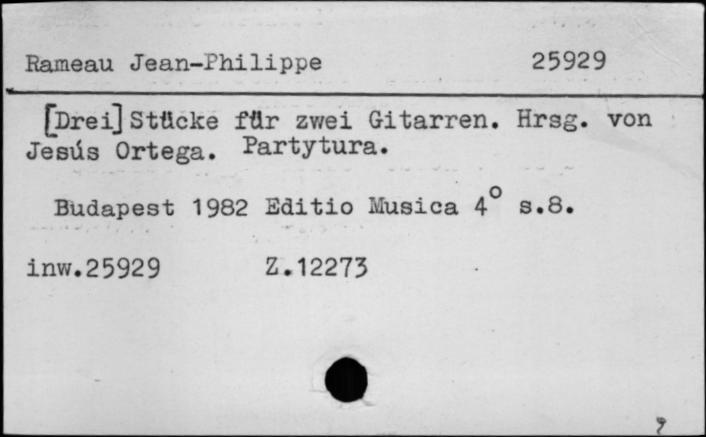 Rameau Jean-Philippe 25929
[Drei] Stücke für zwei Gitarren. Hrsg. von
Jesús Ortega. Partytura.
Budapest 1982 Editio Musica 4° s.8.
inw.25929 Z.12273